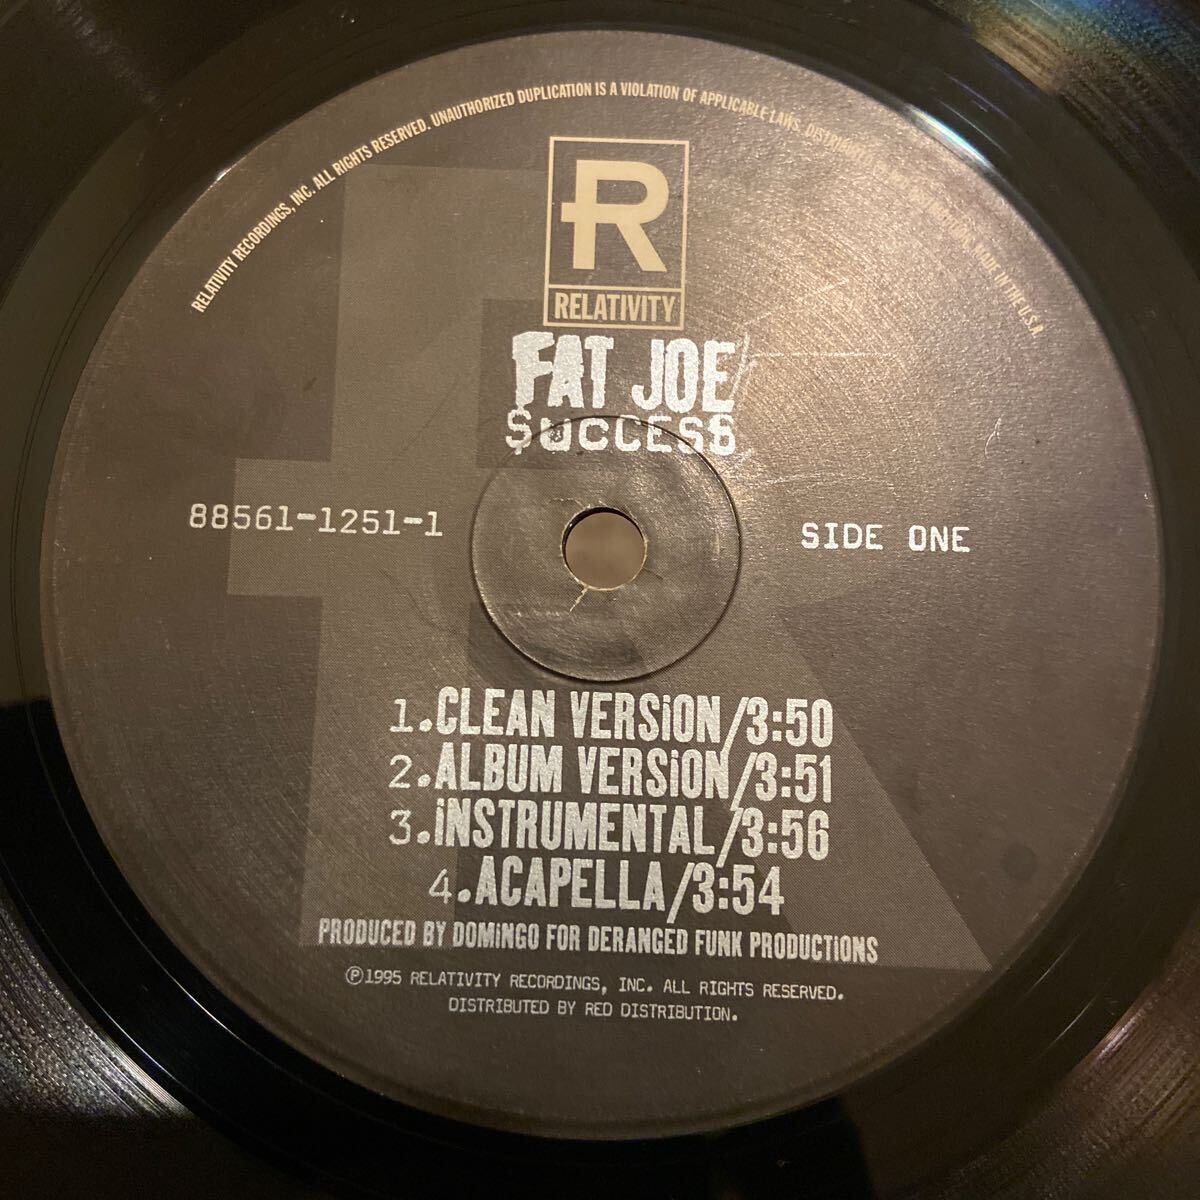 RELATIVITY RECORDINGS, INC. ALL RIGHTS RESERVED. UNAUTHORIZED DUPLICATION IS A VIOLATION OF APPLICABLE LAWS. DISTRIBUTED MADE IN THE U.S.A.
R
RELATIVITY
FAT JOE
$UCCESS
88561-1251-1
SIDE ONE
1.CLEAN VERSiON/3:50
2.ALBUM VERSiON/3:51
3.iNSTRUMENTAL/3:56
4.ACAPELLA/3:54
PRODUCED BY DOMiNGO FOR DERANGED FUNK PRODUCTiONS
℗1995 RELATIVITY RECORDINGS, INC. ALL RIGHTS RESERVED.
DISTRIBUTED BY RED DISTRIBUTION.